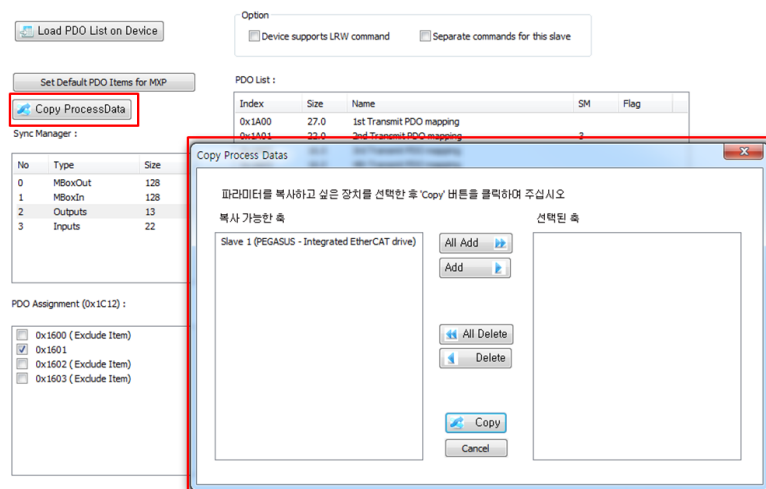 Option
Load PDO List on Device
Device supports LRW command
Separate commands for this slave
Set Default PDO Items for MXP
PDO List :
Copy ProcessData
Index Size Name SM Flag
0x1A00 27.0 1st Transmit PDO mapping
0x1A01 22.0 2nd Transmit PDO mapping 3
Sync Manager :
No Type Size
0 MBoxOut 128
1 MBoxIn 128
2 Outputs 13
3 Inputs 22
PDO Assignment (0x1C12) :
0x1600 ( Exclude Item)
0x1601
0x1602 ( Exclude Item)
0x1603 ( Exclude Item)
Copy Process Datas
파라미터를 복사하고 싶은 장치를 선택한 후 'Copy' 버튼을 클릭하여 주십시오
복사 가능한 축
선택된 축
Slave 1 (PEGASUS - Integrated EtherCAT drive)
All Add
Add
All Delete
Delete
Copy
Cancel